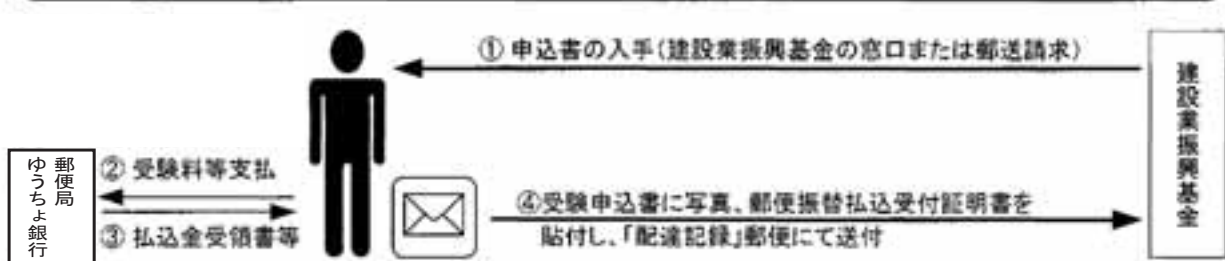 ① 申込書の入手(建設業振興基金の窓口または郵送請求)
建設業振興基金
郵便局
ゆうちょ銀行
② 受験料等支払
③ 払込金受領書等
④受験申込書に写真、郵便振替払込受付証明書を
貼付し、「配達記録」郵便にて送付